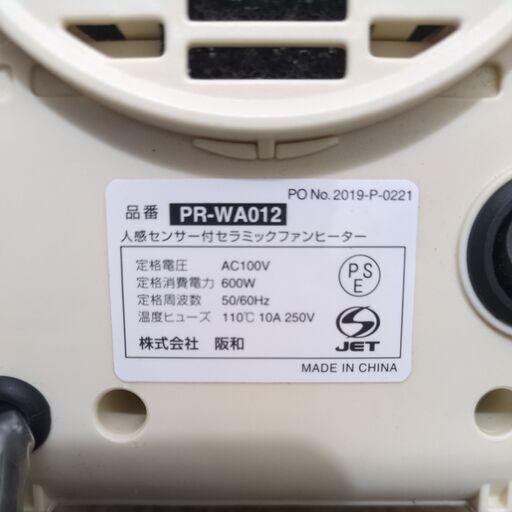 PO No. 2019-P-0221
品番 PR-WA012
人感センサー付セラミックファンヒーター
定格電圧 AC100V
定格消費電力 600W
定格周波数 50/60Hz
温度ヒューズ 110℃ 10A 250V
PSE
JET
株式会社 阪和
MADE IN CHINA